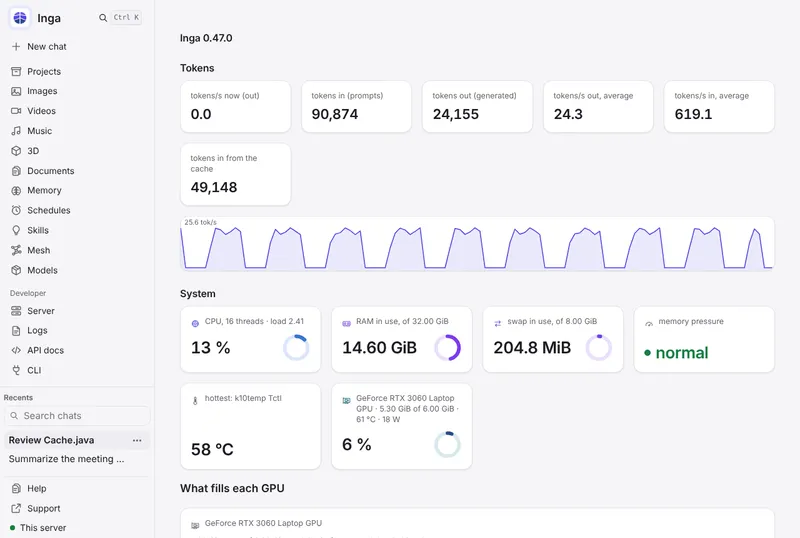 Inga
Ctrl K
New chat
Projects
Images
Videos
Music
3D
Documents
Memory
Schedules
Skills
Mesh
Models
Developer
Server
Logs
API docs
CLI
Recents
Search chats
Review Cache.java
Summarize the meeting ...
Help
Support
This server
Inga 0.47.0
Tokens
tokens/s now (out)
0.0
tokens in (prompts)
90,874
tokens out (generated)
24,155
tokens/s out, average
24.3
tokens/s in, average
619.1
tokens in from the
cache
49,148
25.6 tok/s
System
CPU, 16 threads · load 2.41
13 %
RAM in use, of 32.00 GiB
14.60 GiB
swap in use, of 8.00 GiB
204.8 MiB
memory pressure
normal
hottest: k10temp Tctl
58 °C
GeForce RTX 3060 Laptop
GPU · 5.30 GiB of 6.00 GiB ·
61 °C · 18 W
6 %
What fills each GPU
GeForce RTX 3060 Laptop GPU